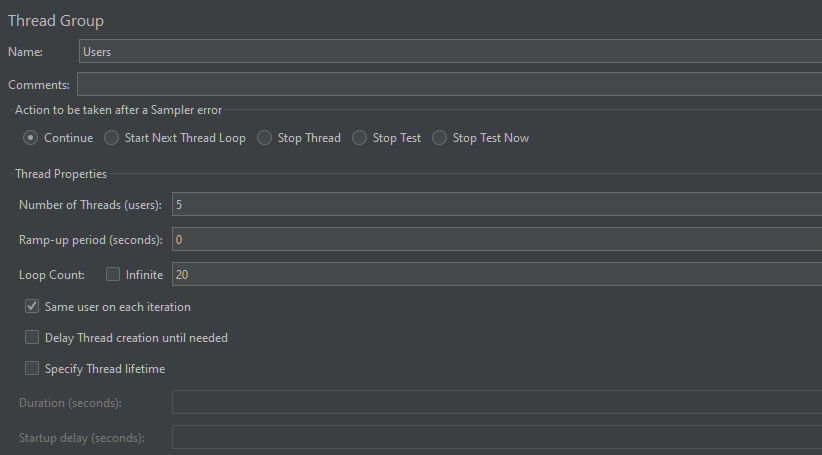 Thread Group
Name: Users
Comments:
Action to be taken after a Sampler error
Continue Start Next Thread Loop Stop Thread Stop Test Stop Test Now
Thread Properties
Number of Threads (users): 5
Ramp-up period (seconds): 0
Loop Count: Infinite 20
Same user on each iteration
Delay Thread creation until needed
Specify Thread lifetime
Duration (seconds):
Startup delay (seconds):